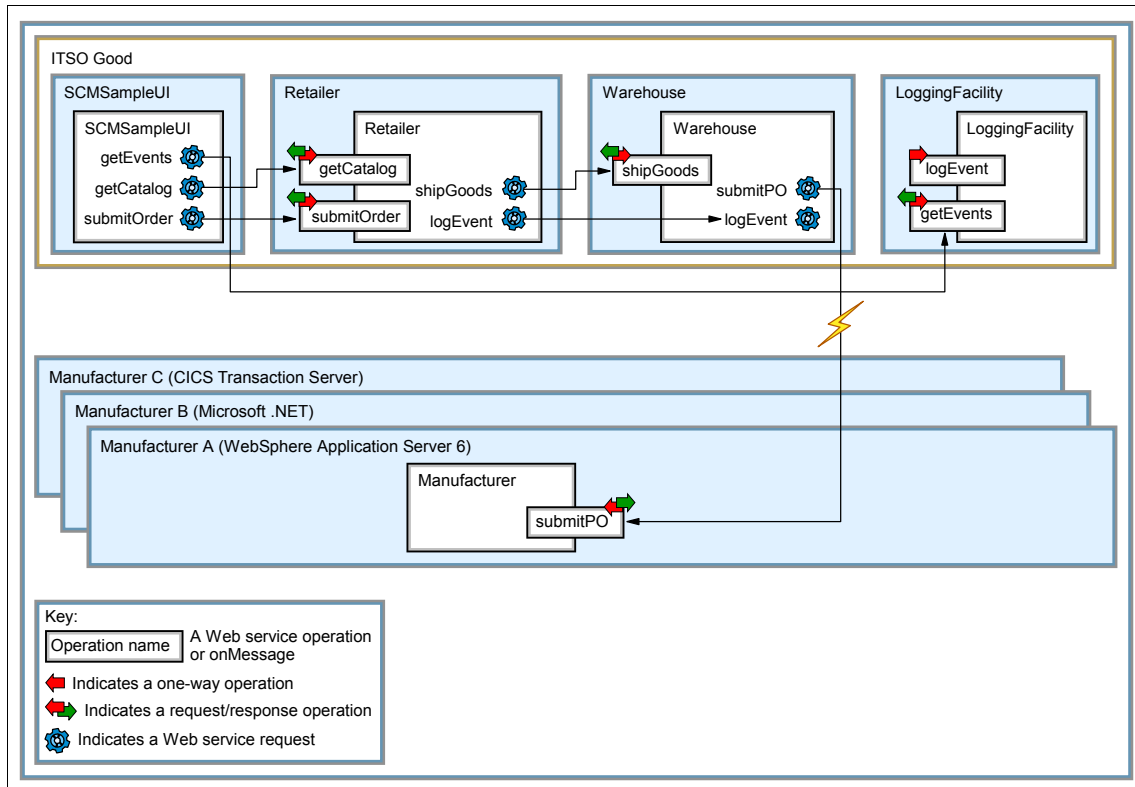 ITSO Good
SCMSampleUI
SCMSampleUI
getEvents
getCatalog
submitOrder
Retailer
Retailer
getCatalog
submitOrder
shipGoods
logEvent
Warehouse
Warehouse
shipGoods
submitPO
logEvent
LoggingFacility
LoggingFacility
logEvent
getEvents
Manufacturer C (CICS Transaction Server)
Manufacturer B (Microsoft .NET)
Manufacturer A (WebSphere Application Server 6)
Manufacturer
submitPO
Key:
Operation name
A Web service operation
or onMessage
Indicates a one-way operation
Indicates a request/response operation
Indicates a Web service request